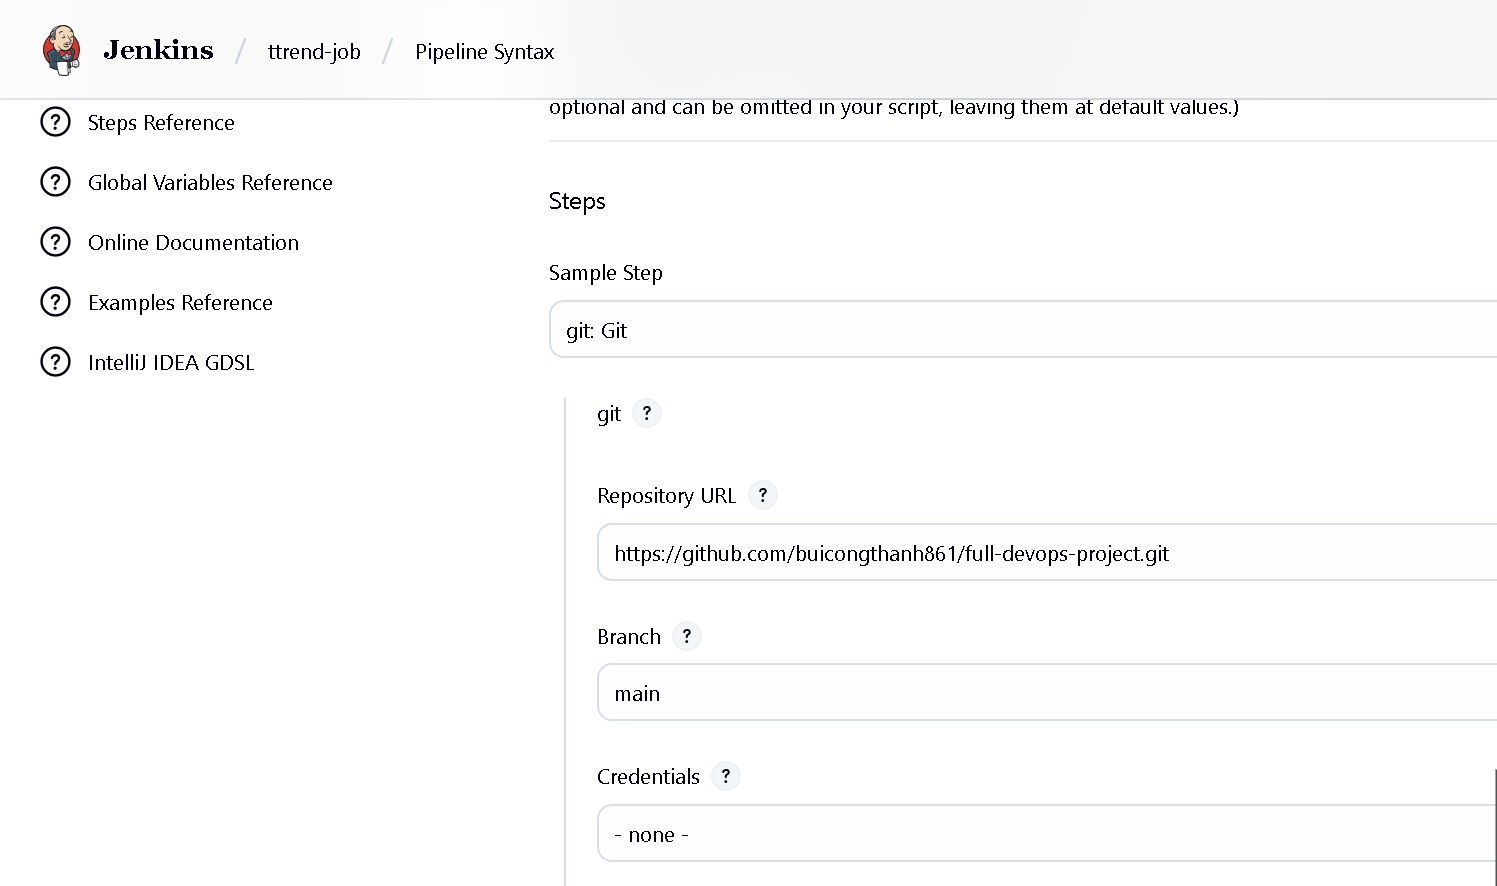 Jenkins / ttrend-job / Pipeline Syntax
optional and can be omitted in your script, leaving them at default values.)
? Steps Reference
? Global Variables Reference
? Online Documentation
? Examples Reference
? IntelliJ IDEA GDSL
Steps
Sample Step
git: Git
git ?
Repository URL ?
https://github.com/buicongthanh861/full-devops-project.git
Branch ?
main
Credentials ?
- none -